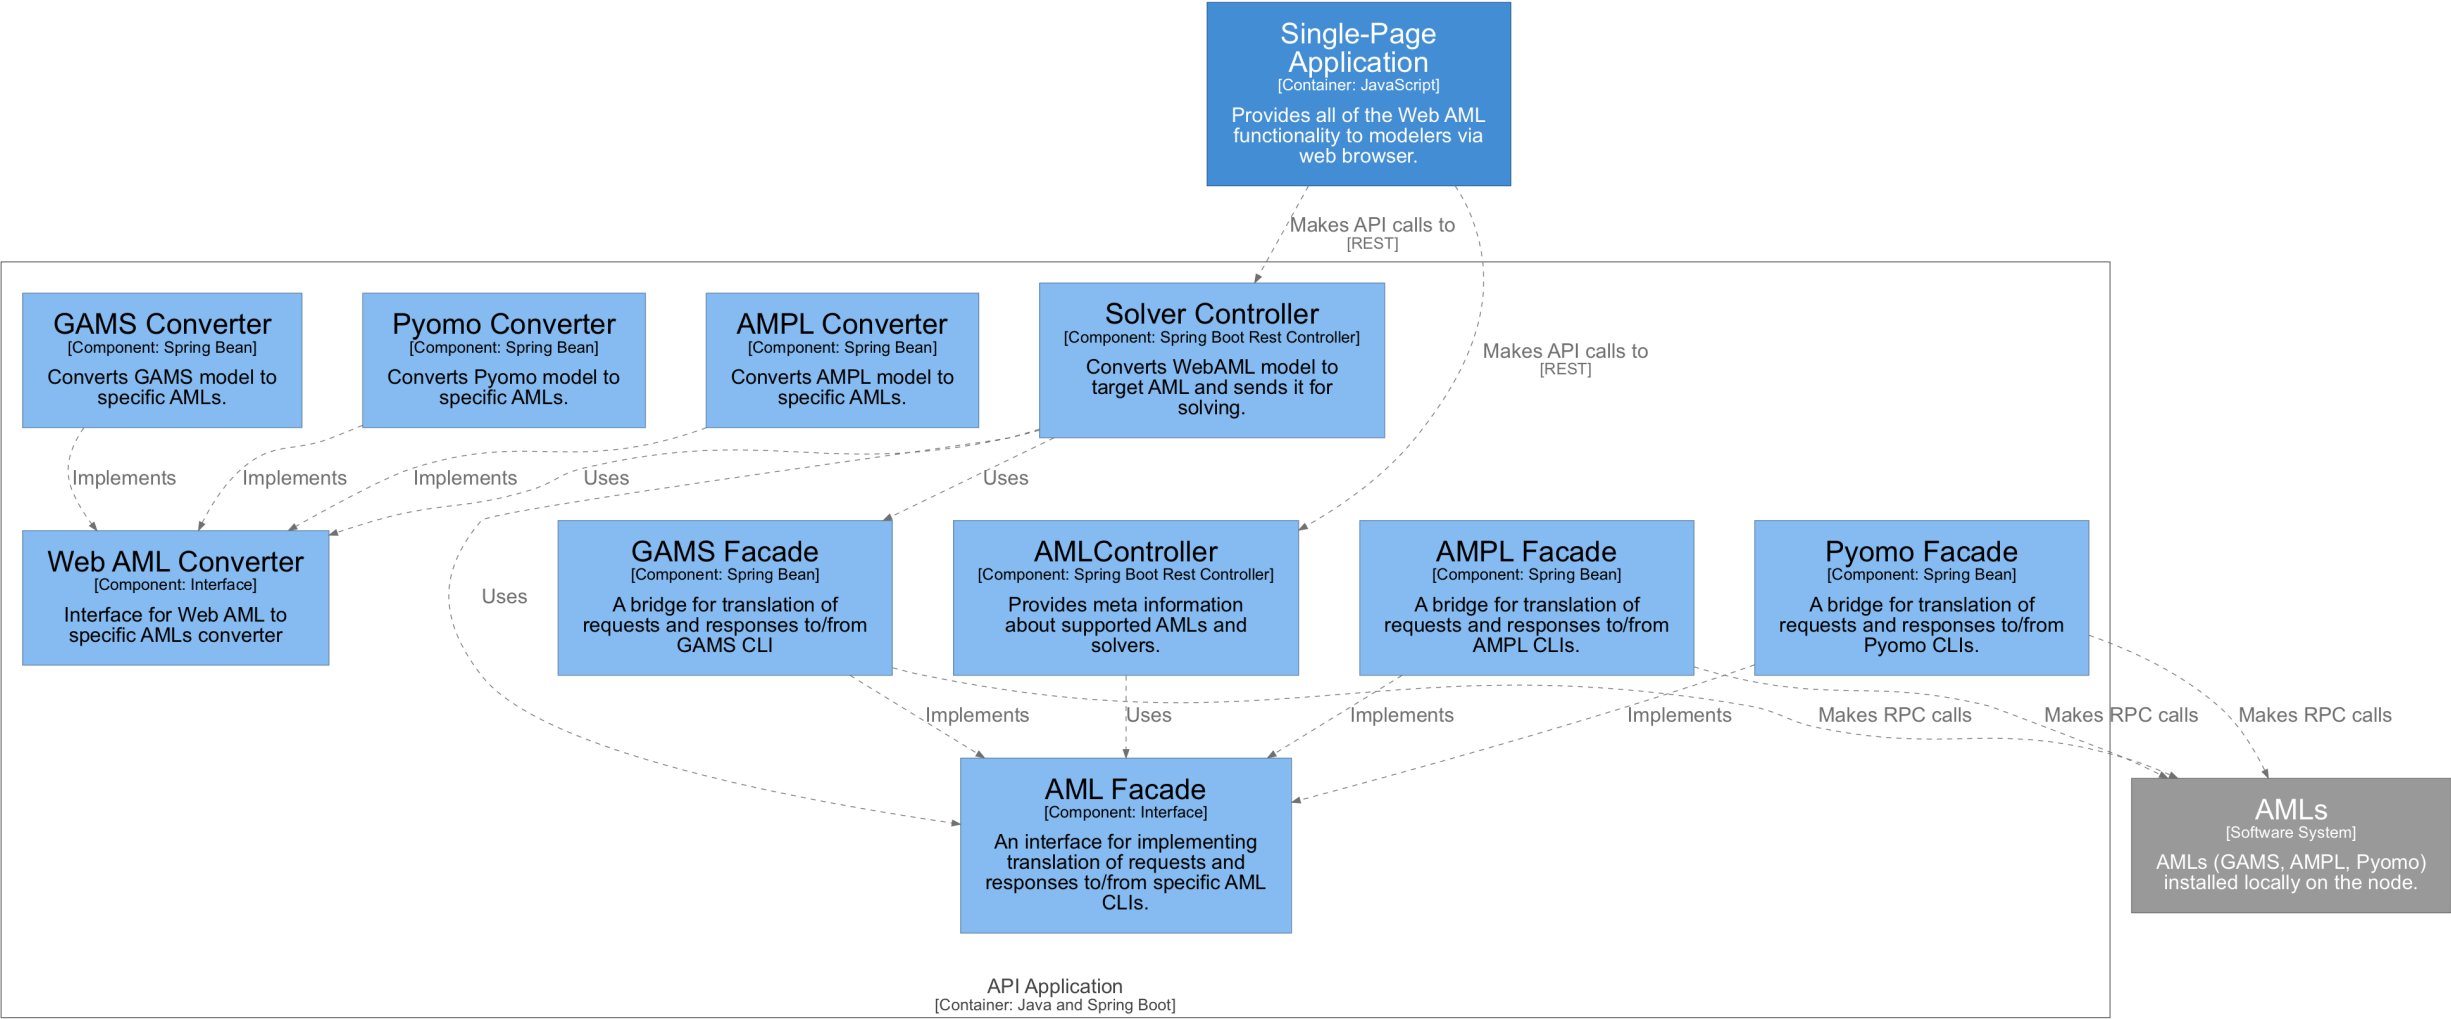 Single-Page
Application
[Container: JavaScript]
Provides all of the Web AML
functionality to modelers via
web browser.
Makes API calls to
[REST]
GAMS Converter
[Component: Spring Bean]
Converts GAMS model to
specific AMLs.
Pyomo Converter
[Component: Spring Bean]
Converts Pyomo model to
specific AMLs.
AMPL Converter
[Component: Spring Bean]
Converts AMPL model to
specific AMLs.
Solver Controller
[Component: Spring Boot Rest Controller]
Converts WebAML model to
target AML and sends it for
solving.
Makes API calls to
[REST]
Implements
Implements
Implements
Uses
Uses
Web AML Converter
[Component: Interface]
Interface for Web AML to
specific AMLs converter
Uses
GAMS Facade
[Component: Spring Bean]
A bridge for translation of
requests and responses to/from
GAMS CLI
AMLController
[Component: Spring Boot Rest Controller]
Provides meta information
about supported AMLs and
solvers.
AMPL Facade
[Component: Spring Bean]
A bridge for translation of
requests and responses to/from
AMPL CLIs.
Pyomo Facade
[Component: Spring Bean]
A bridge for translation of
requests and responses to/from
Pyomo CLIs.
Implements
Uses
Implements
Implements
Makes RPC calls
Makes RPC calls
Makes RPC calls
AML Facade
[Component: Interface]
An interface for implementing
translation of requests and
responses to/from specific AML
CLIs.
AMLs
[Software System]
AMLs (GAMS, AMPL, Pyomo)
installed locally on the node.
API Application
[Container: Java and Spring Boot]